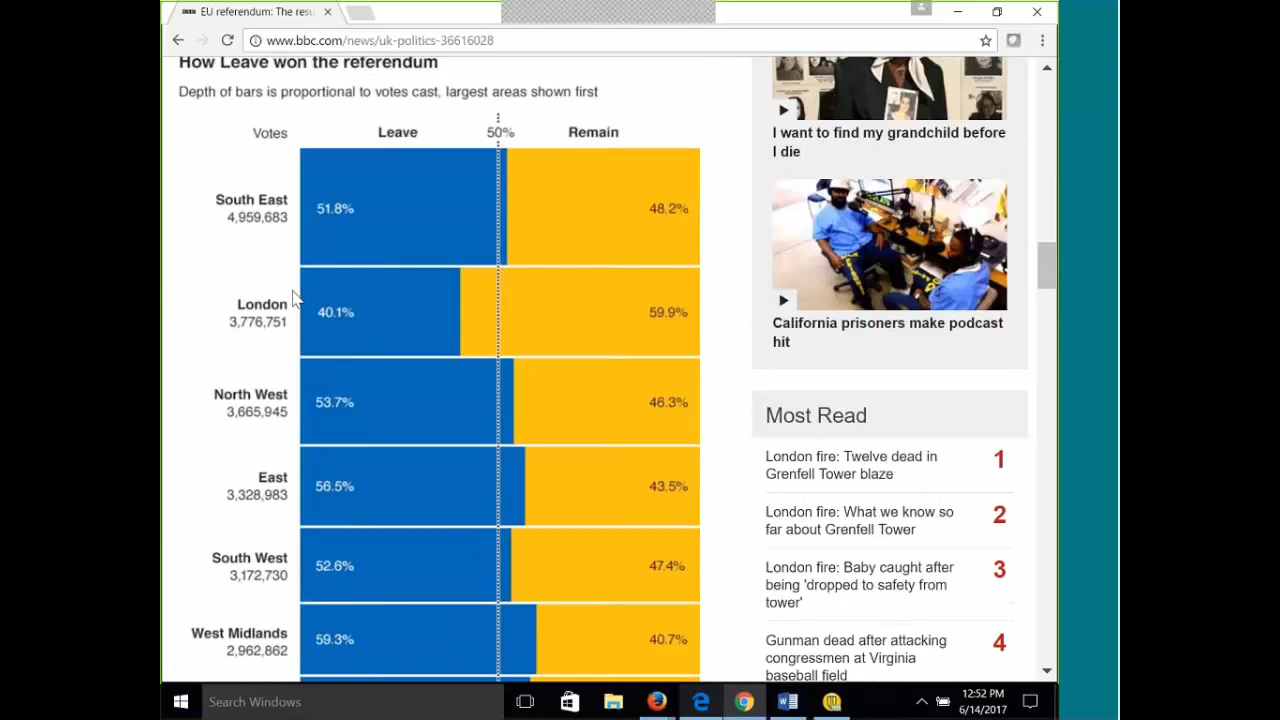 EU referendum: The resu
www.bbc.com/news/uk-politics-36616028
How Leave won the referendum
Depth of bars is proportional to votes cast, largest areas shown first
Votes
Leave
50%
Remain
South East
4,959,683
51.8%
48.2%
London
3,776,751
40.1%
59.9%
North West
3,665,945
53.7%
46.3%
East
3,328,983
56.5%
43.5%
South West
3,172,730
52.6%
47.4%
West Midlands
2,962,862
59.3%
40.7%
I want to find my grandchild before
I die
California prisoners make podcast
hit
Most Read
London fire: Twelve dead in
Grenfell Tower blaze
1
London fire: What we know so
far about Grenfell Tower
2
London fire: Baby caught after
being 'dropped to safety from
tower'
3
Gunman dead after attacking
congressmen at Virginia
baseball field
4
Search Windows
12:52 PM
6/14/2017